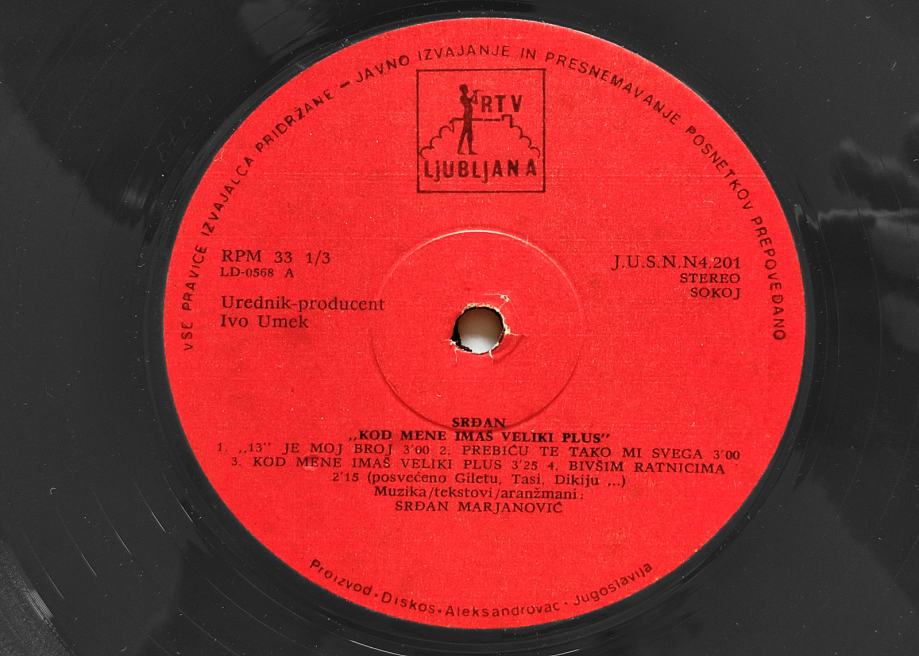 VSE PRAVICE IZVAJALCA PRIDRŽANE – JAVNO IZVAJANJE IN PRESNEMAVANJE POSNETKOV PREPOVEDANO
RTV
LJUBLJANA
RPM 33 1/3
LD-0568 A
J.U.S.N.N4.201
STEREO
SOKOJ
Urednik-producent
Ivo Umek
SRĐAN
„KOD MENE IMAŠ VELIKI PLUS”
1. „13” JE MOJ BROJ 3'00 2. PREBIĆU TE TAKO MI SVEGA 3'00
3. KOD MENE IMAŠ VELIKI PLUS 3'25 4. BIVŠIM RATNICIMA
2'15 (posvećeno Giletu, Tasi, Dikiju ...)
Muzika/tekstovi/aranžmani:
SRĐAN MARJANOVIĆ
Proizvod · Diskos - Aleksandrovac · Jugoslavija